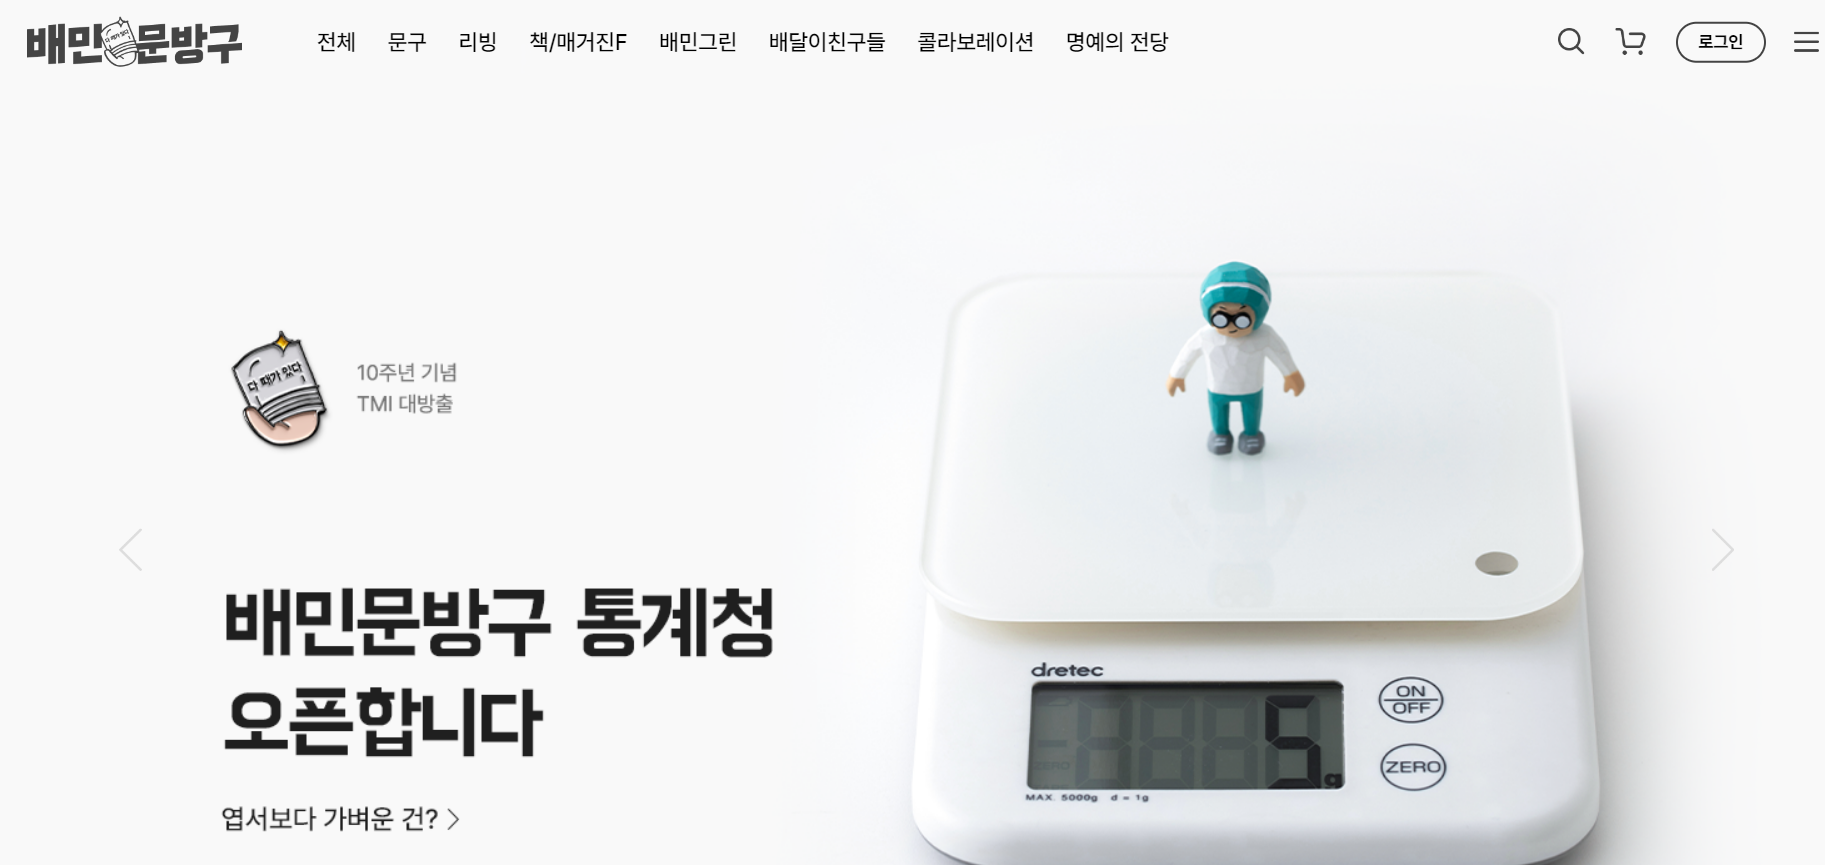 배민문방구
전체 문구 리빙 책/매거진F 배민그린 배달이친구들 콜라보레이션 명예의 전당
로그인
다 때가 있다
10주년 기념
TMI 대방출
배민문방구 통계청
오픈합니다
엽서보다 가벼운 건?
dretec
5 g
ON
OFF
ZERO
ZERO
MAX. 5000g d = 1g